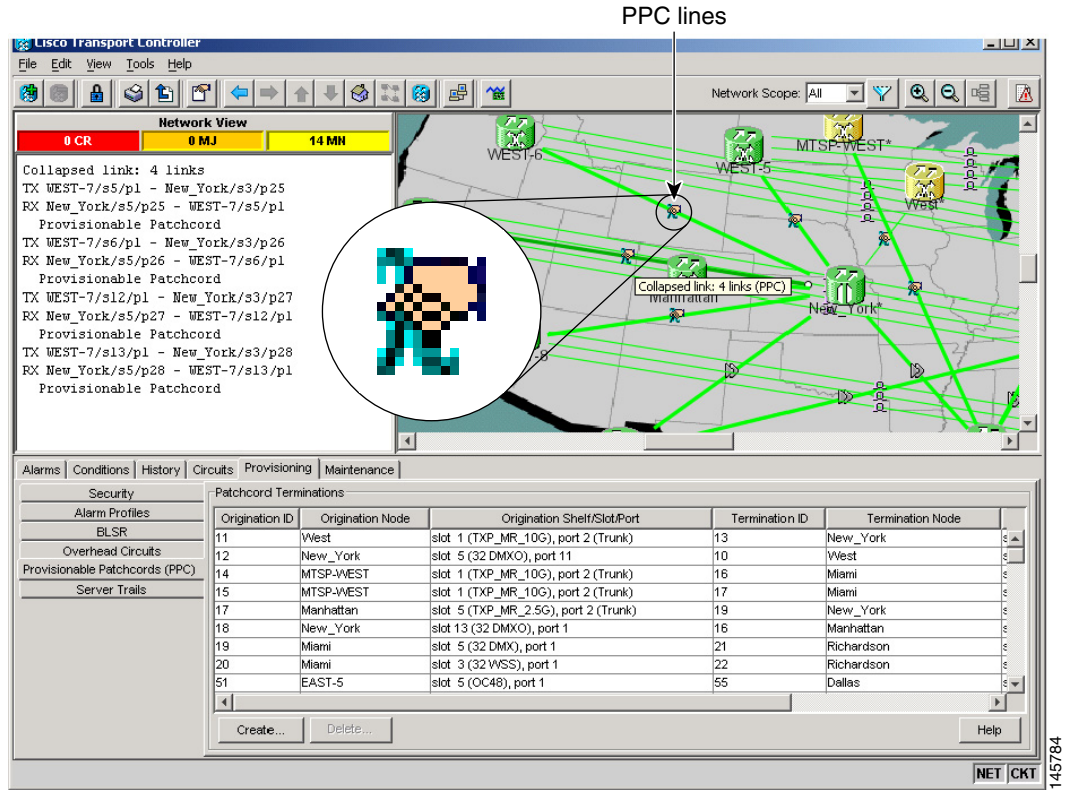 PPC lines
Cisco Transport Controller
File Edit View Tools Help
Network Scope: All
Network View
0 CR 0 MJ 14 MN
Collapsed link: 4 links
TX WEST-7/s5/p1 - New_York/s3/p25
RX New_York/s5/p25 - WEST-7/s5/p1
Provisionable Patchcord
TX WEST-7/s6/p1 - New_York/s3/p26
RX New_York/s5/p26 - WEST-7/s6/p1
Provisionable Patchcord
TX WEST-7/s12/p1 - New_York/s3/p27
RX New_York/s5/p27 - WEST-7/s12/p1
Provisionable Patchcord
TX WEST-7/s13/p1 - New_York/s3/p28
RX New_York/s5/p28 - WEST-7/s13/p1
Provisionable Patchcord
WEST-6
WEST-5
MTSP-WEST*
West*
Collapsed link: 4 links (PPC)
Manhattan
New_York*
-8
Alarms Conditions History Circuits Provisioning Maintenance
Security
Alarm Profiles
BLSR
Overhead Circuits
Provisionable Patchcords (PPC)
Server Trails
Patchcord Terminations
Origination ID Origination Node Origination Shelf/Slot/Port Termination ID Termination Node
11 West slot 1 (TXP_MR_10G), port 2 (Trunk) 13 New_York s
12 New_York slot 5 (32 DMXO), port 11 10 West s
14 MTSP-WEST slot 1 (TXP_MR_10G), port 2 (Trunk) 16 Miami s
15 MTSP-WEST slot 1 (TXP_MR_10G), port 2 (Trunk) 17 Miami s
17 Manhattan slot 5 (TXP_MR_2.5G), port 2 (Trunk) 19 New_York s
18 New_York slot 13 (32 DMXO), port 1 16 Manhattan s
19 Miami slot 5 (32 DMX), port 1 21 Richardson s
20 Miami slot 3 (32 WSS), port 1 22 Richardson s
51 EAST-5 slot 5 (OC48), port 1 55 Dallas s
Create... Delete... Help
NET CKT
145784